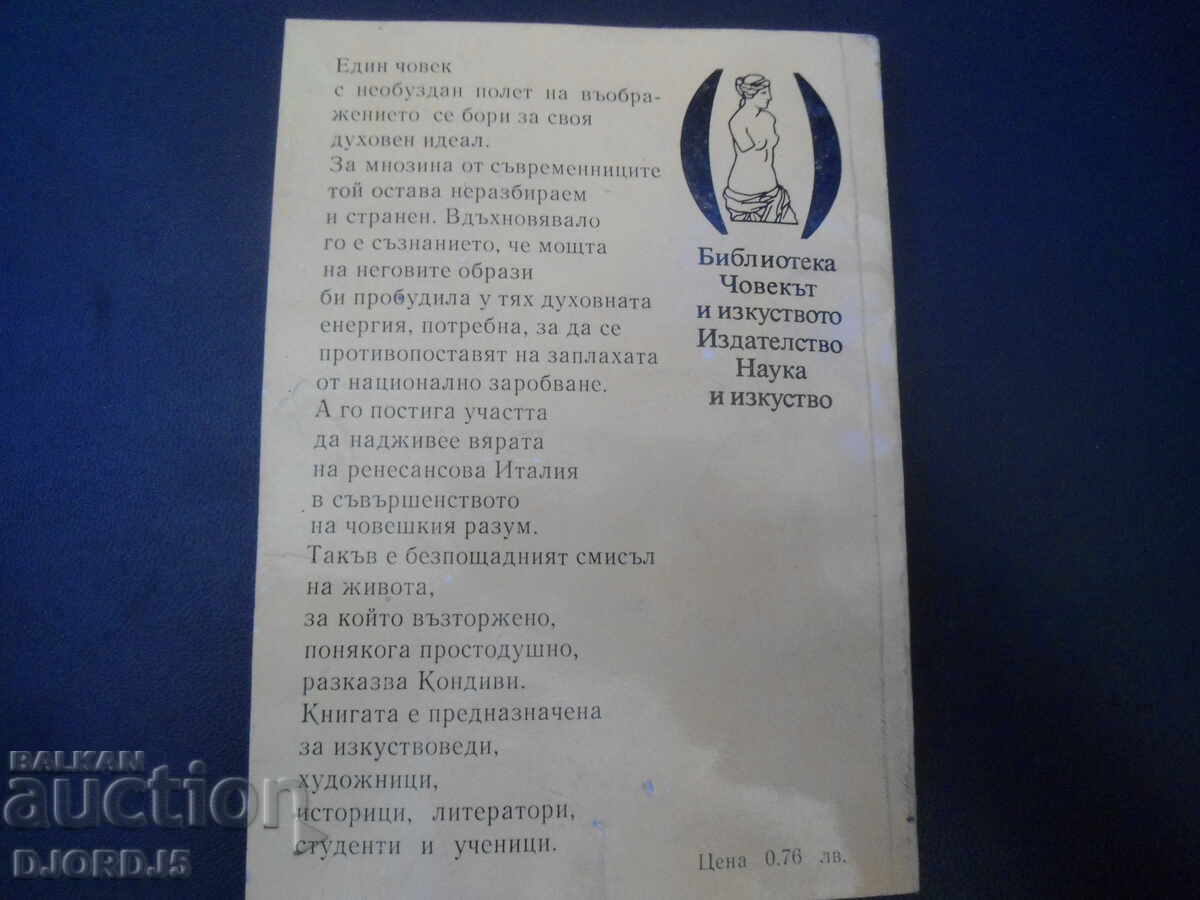 Един човек
с необуздан полет на въобра-
жението се бори за своя
духовен идеал.
За мнозина от съвременниците
той остава неразбираем
и странен. Вдъхновявало
го е съзнанието, че мощта
на неговите образи
би пробудила у тях духовната
енергия, потребна, за да се
противопоставят на заплахата
от национално заробване.
А го постига участта
да надживее вярата
на ренесансова Италия
в съвършенството
на човешкия разум.
Такъв е безпощадният смисъл
на живота,
за който възторжено,
понякога простодушно,
разказва Кондиви.
Книгата е предназначена
за изкуствоведи,
художници,
историци, литератори,
студенти и ученици.
Библиотека
Човекът
и изкуството
Издателство
Наука
и изкуство
Цена 0.76 лв.
BALKAN
auction
DJORDJ5